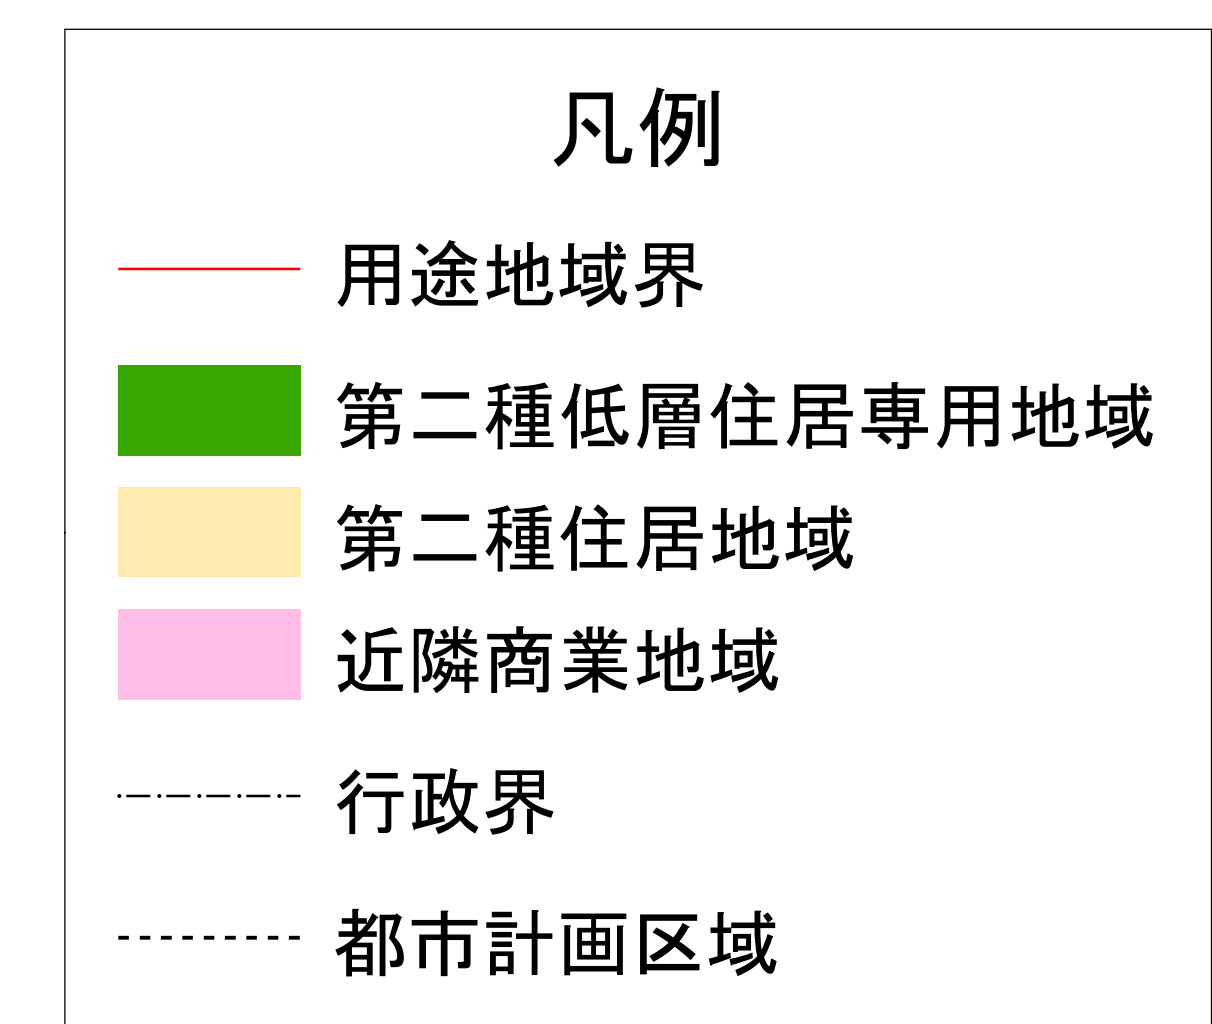 凡例
用途地域界
第二種低層住居専用地域
第二種住居地域
近隣商業地域
行政界
都市計画区域